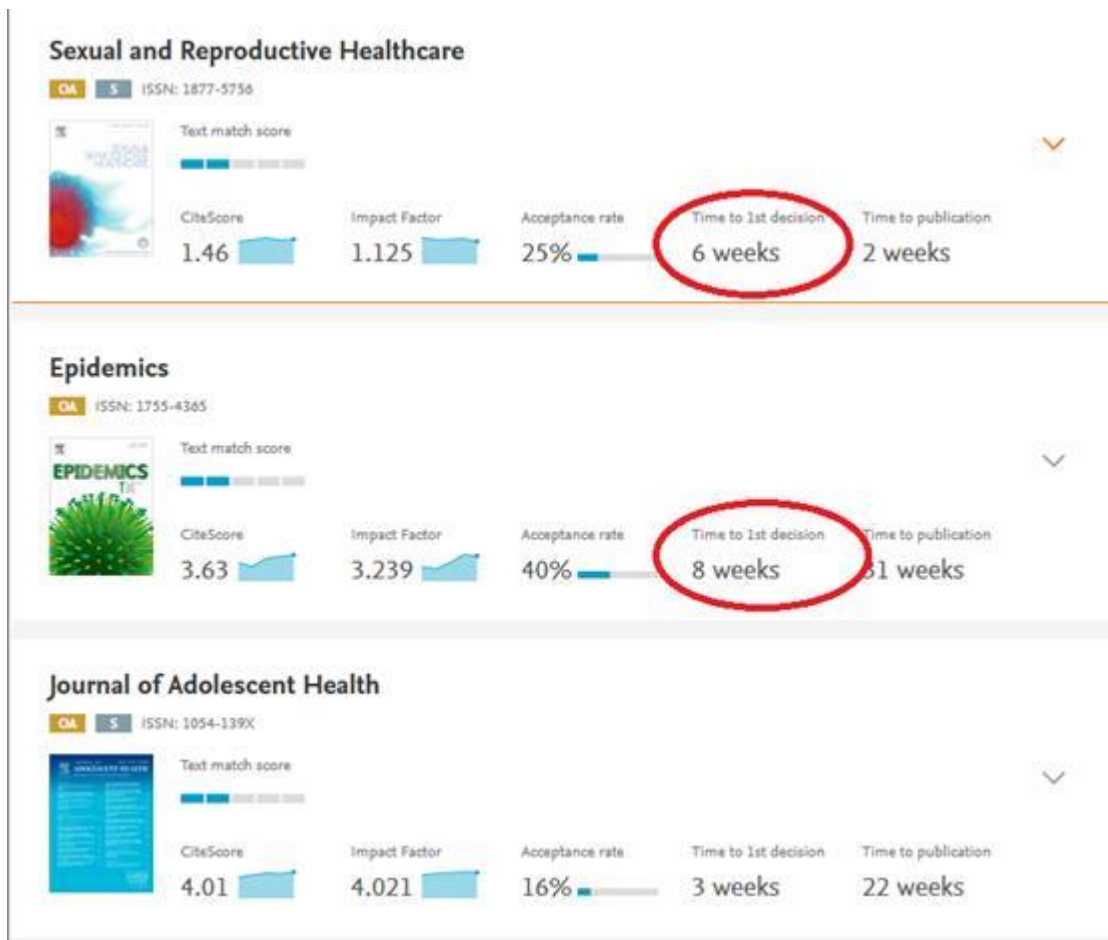 Sexual and Reproductive Healthcare
OA S ISSN: 1877-5756
Text match score
CiteScore Impact Factor Acceptance rate Time to 1st decision Time to publication
1.46 1.125 25% 6 weeks 2 weeks
Epidemics
OA ISSN: 1755-4365
EPIDEMICS
Text match score
CiteScore Impact Factor Acceptance rate Time to 1st decision Time to publication
3.63 3.239 40% 8 weeks 31 weeks
Journal of Adolescent Health
OA S ISSN: 1054-139X
ADOLESCENT HEALTH
Text match score
CiteScore Impact Factor Acceptance rate Time to 1st decision Time to publication
4.01 4.021 16% 3 weeks 22 weeks